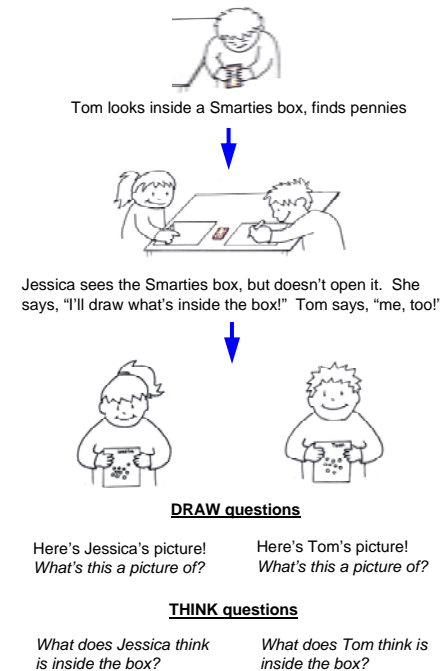 Tom looks inside a Smarties box, finds pennies
Jessica sees the Smarties box, but doesn't open it. She
says, "I'll draw what's inside the box!" Tom says, "me, too!'
DRAW questions
Here's Jessica's picture!
What's this a picture of?
Here's Tom's picture!
What's this a picture of?
THINK questions
What does Jessica think
is inside the box?
What does Tom think is
inside the box?